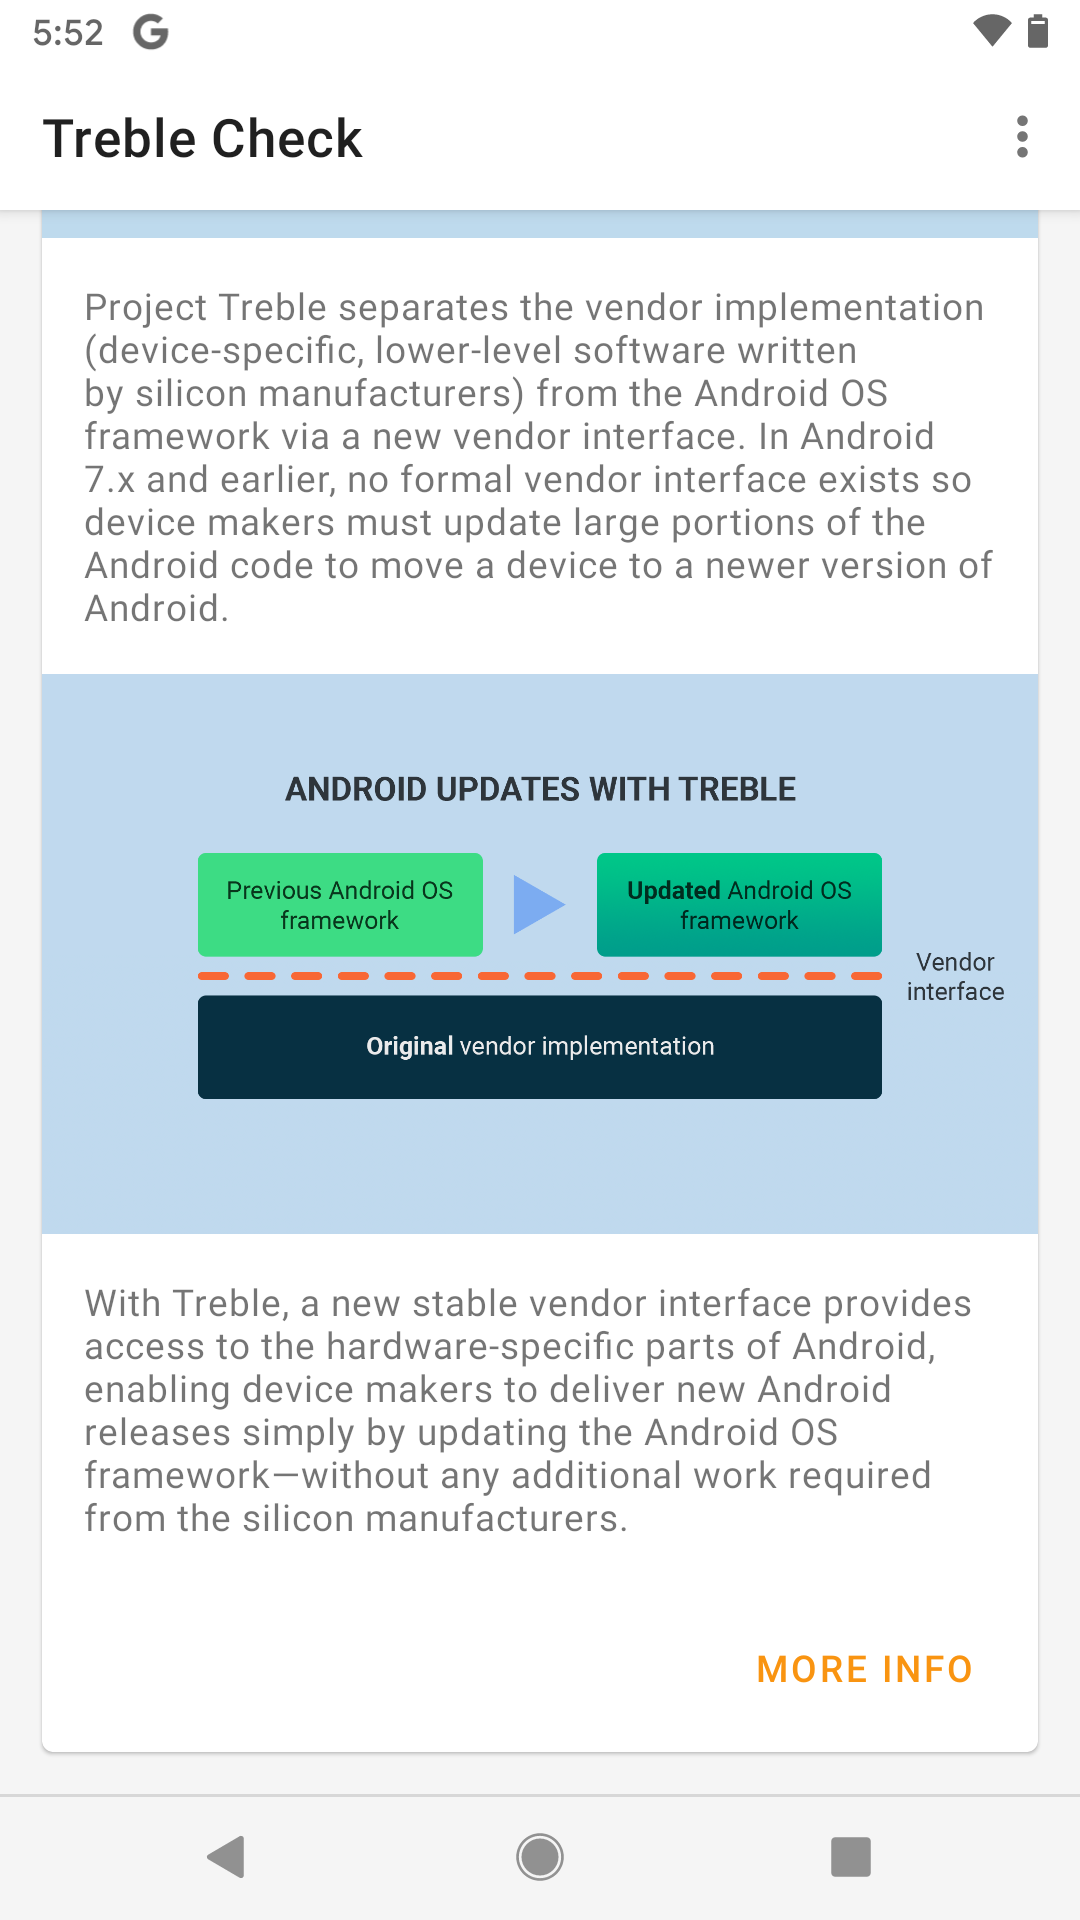 5:52
Treble Check
Project Treble separates the vendor implementation
(device-specific, lower-level software written
by silicon manufacturers) from the Android OS
framework via a new vendor interface. In Android
7.x and earlier, no formal vendor interface exists so
device makers must update large portions of the
Android code to move a device to a newer version of
Android.
ANDROID UPDATES WITH TREBLE
Previous Android OS
framework
Updated Android OS
framework
Vendor
interface
Original vendor implementation
With Treble, a new stable vendor interface provides
access to the hardware-specific parts of Android,
enabling device makers to deliver new Android
releases simply by updating the Android OS
framework—without any additional work required
from the silicon manufacturers.
MORE INFO